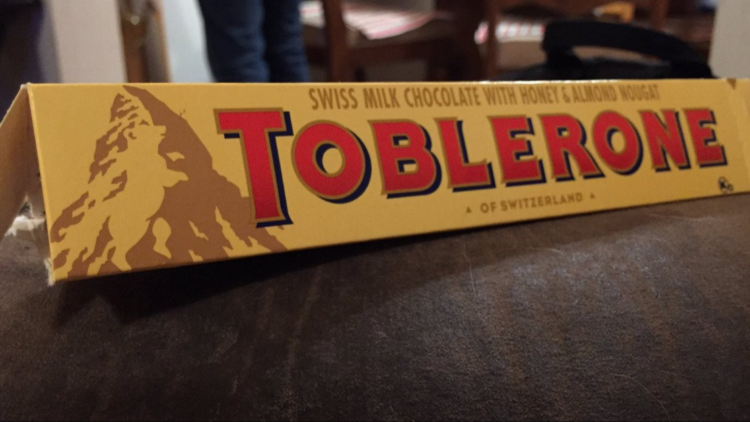 SWISS MILK CHOCOLATE WITH HONEY & ALMOND NOUGAT
TOBLERONE
OF SWITZERLAND